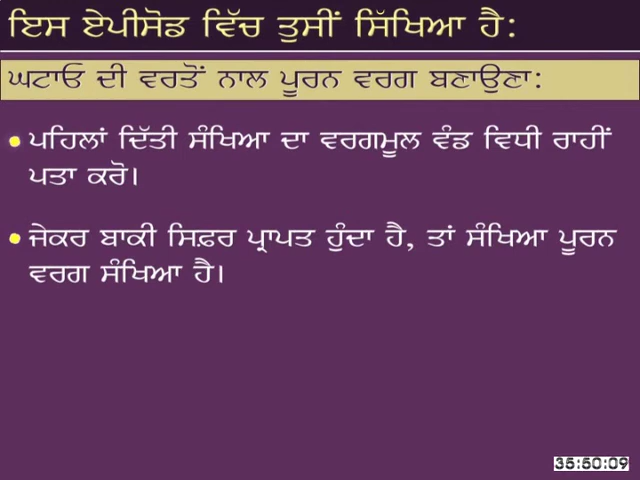 ਇਸ ਏਪੀਸੋਡ ਵਿੱਚ ਤੁਸੀਂ ਸਿੱਖਿਆ ਹੈ:
ਘਟਾਓ ਦੀ ਵਰਤੋਂ ਨਾਲ ਪੂਰਨ ਵਰਗ ਬਣਾਉਣਾ:
● ਪਹਿਲਾਂ ਦਿੱਤੀ ਸੰਖਿਆ ਦਾ ਵਰਗਮੂਲ ਵੰਡ ਵਿਧੀ ਰਾਹੀਂ
ਪਤਾ ਕਰੋ।
● ਜੇਕਰ ਬਾਕੀ ਸਿਫ਼ਰ ਪ੍ਰਾਪਤ ਹੁੰਦਾ ਹੈ, ਤਾਂ ਸੰਖਿਆ ਪੂਰਨ
ਵਰਗ ਸੰਖਿਆ ਹੈ।
35:50:09